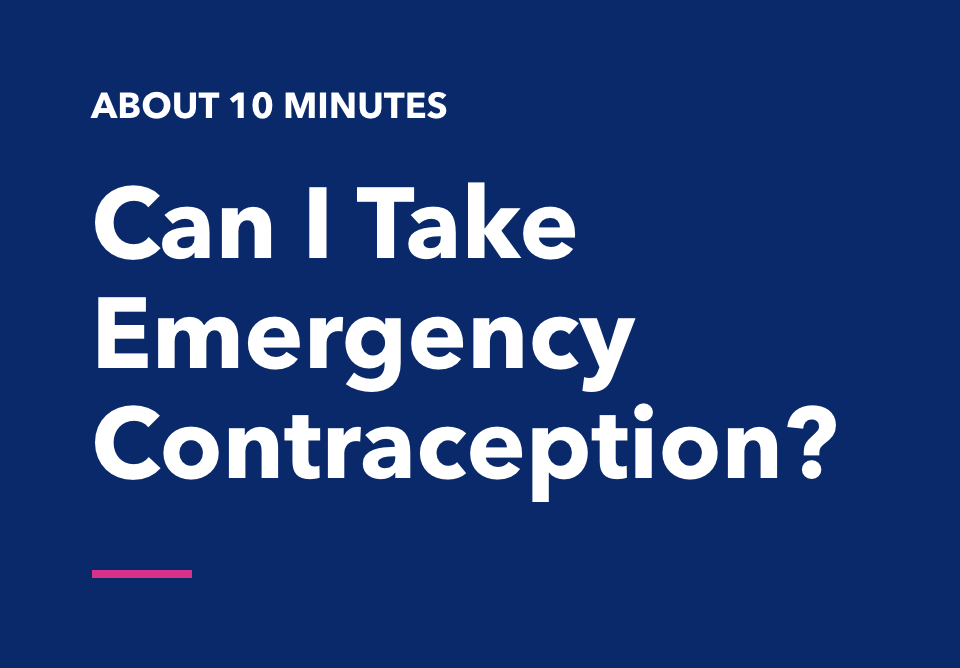 ABOUT 10 MINUTES
Can I Take
Emergency
Contraception?